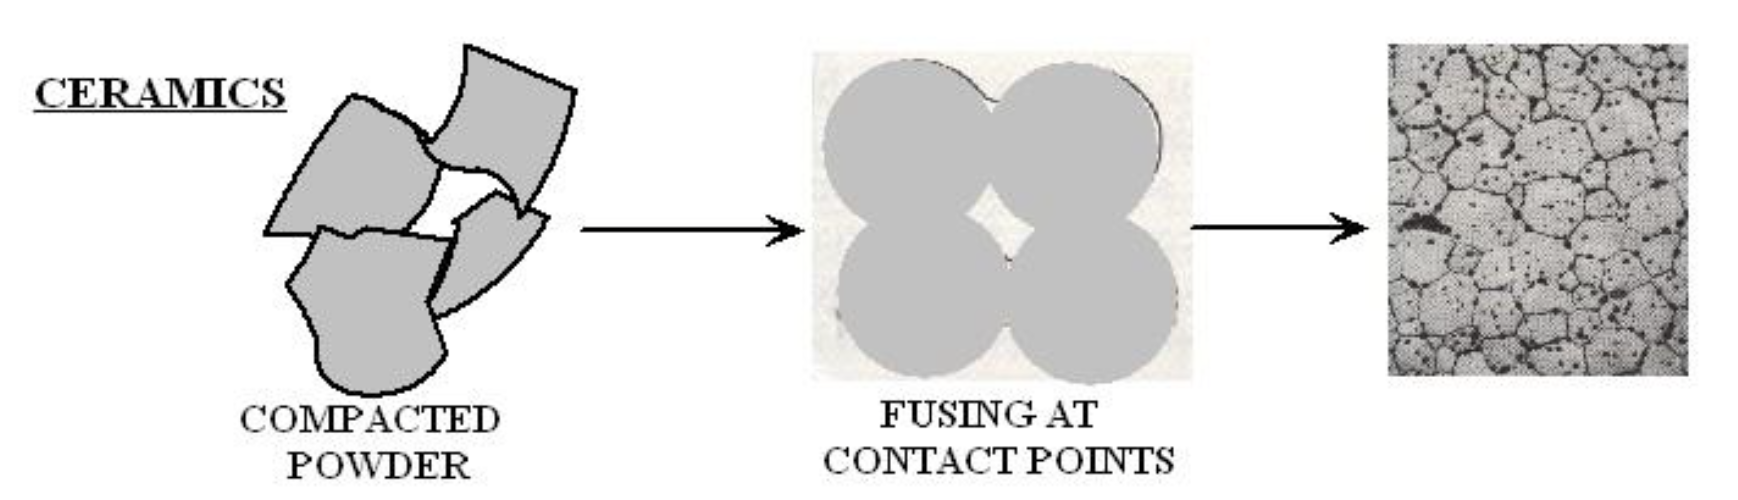 CERAMICS
COMPACTED
POWDER
FUSING AT
CONTACT POINTS